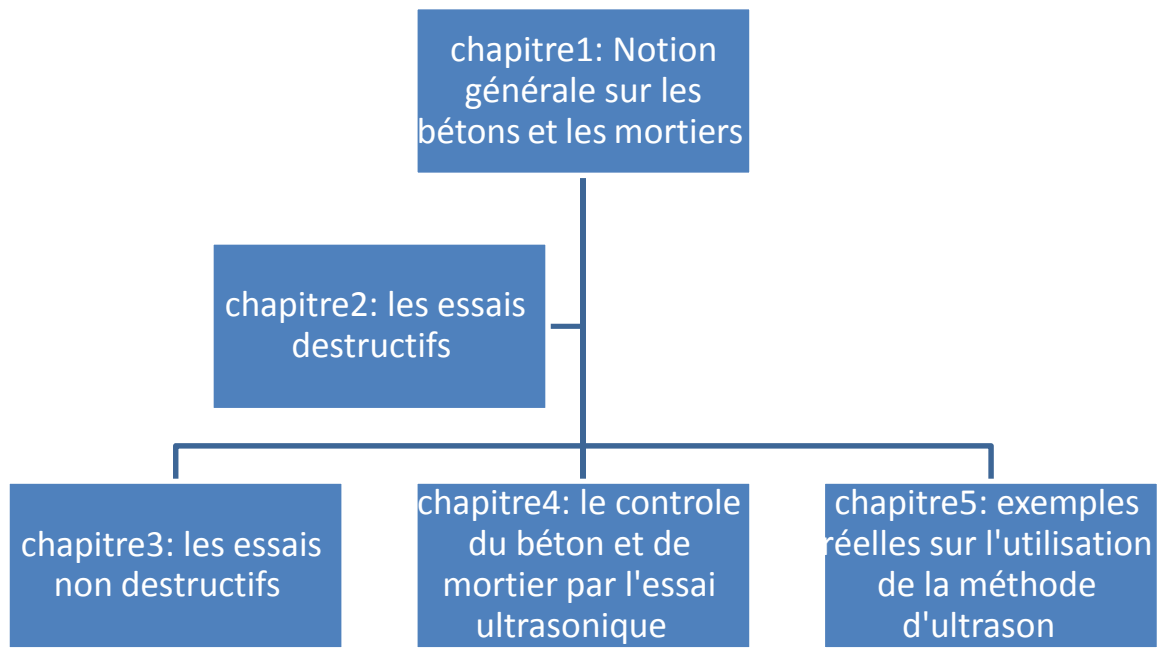 chapitre1: Notion
générale sur les
bétons et les mortiers
chapitre2: les essais
destructifs
chapitre3: les essais
non destructifs
chapitre4: le controle
du béton et de
mortier par l'essai
ultrasonique
chapitre5: exemples
réelles sur l'utilisation
de la méthode
d'ultrason